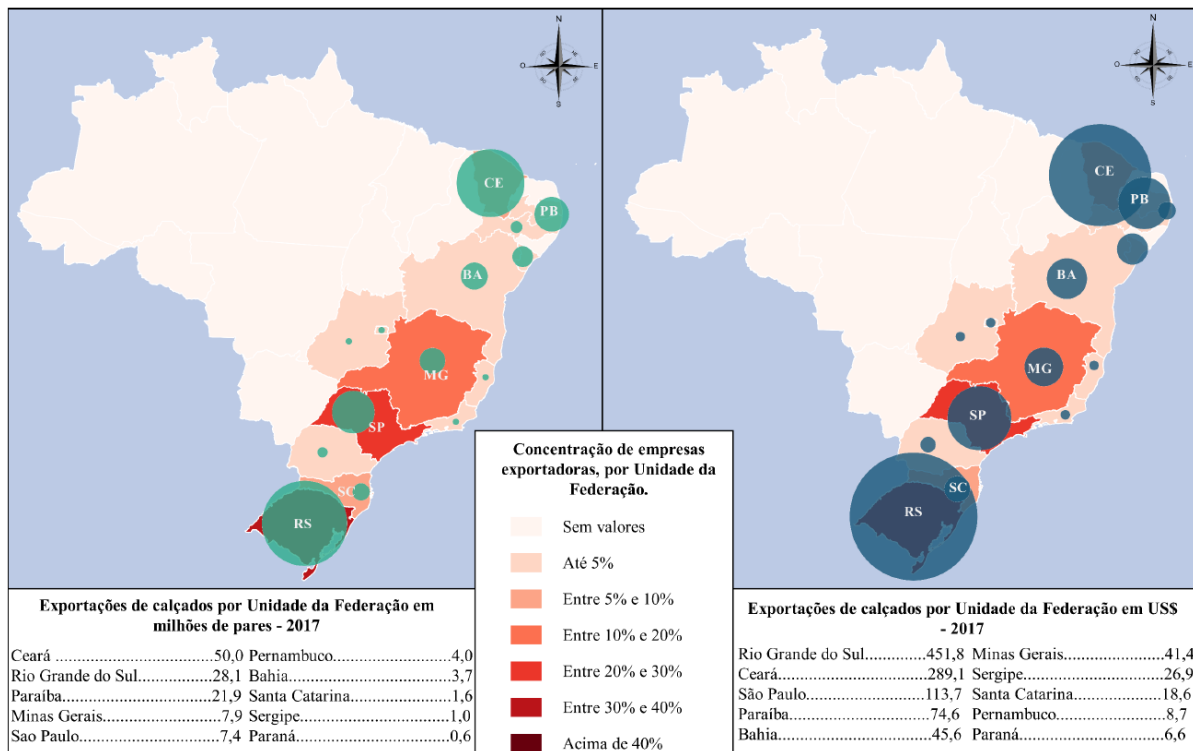 N
O
E
S
CE
PB
BA
MG
SP
SC
RS
N
O
E
S
CE
PB
BA
MG
SP
SC
RS
Concentração de empresas
exportadoras, por Unidade da
Federação.
Sem valores
Até 5%
Entre 5% e 10%
Entre 10% e 20%
Entre 20% e 30%
Entre 30% e 40%
Acima de 40%
Exportações de calçados por Unidade da Federação em
milhões de pares - 2017
Ceará ..........................50,0 Pernambuco................4,0
Rio Grande do Sul........28,1 Bahia..........................3,7
Paraíba........................21,9 Santa Catarina.............1,6
Minas Gerais.................7,9 Sergipe........................1,0
Sao Paulo.....................7,4 Paraná.........................0,6
Exportações de calçados por Unidade da Federação em US$
- 2017
Rio Grande do Sul.........451,8 Minas Gerais..............41,4
Ceará...........................289,1 Sergipe......................26,9
São Paulo.....................113,7 Santa Catarina............18,6
Paraíba..........................74,6 Pernambuco.................8,7
Bahia.............................45,6 Paraná..........................6,6